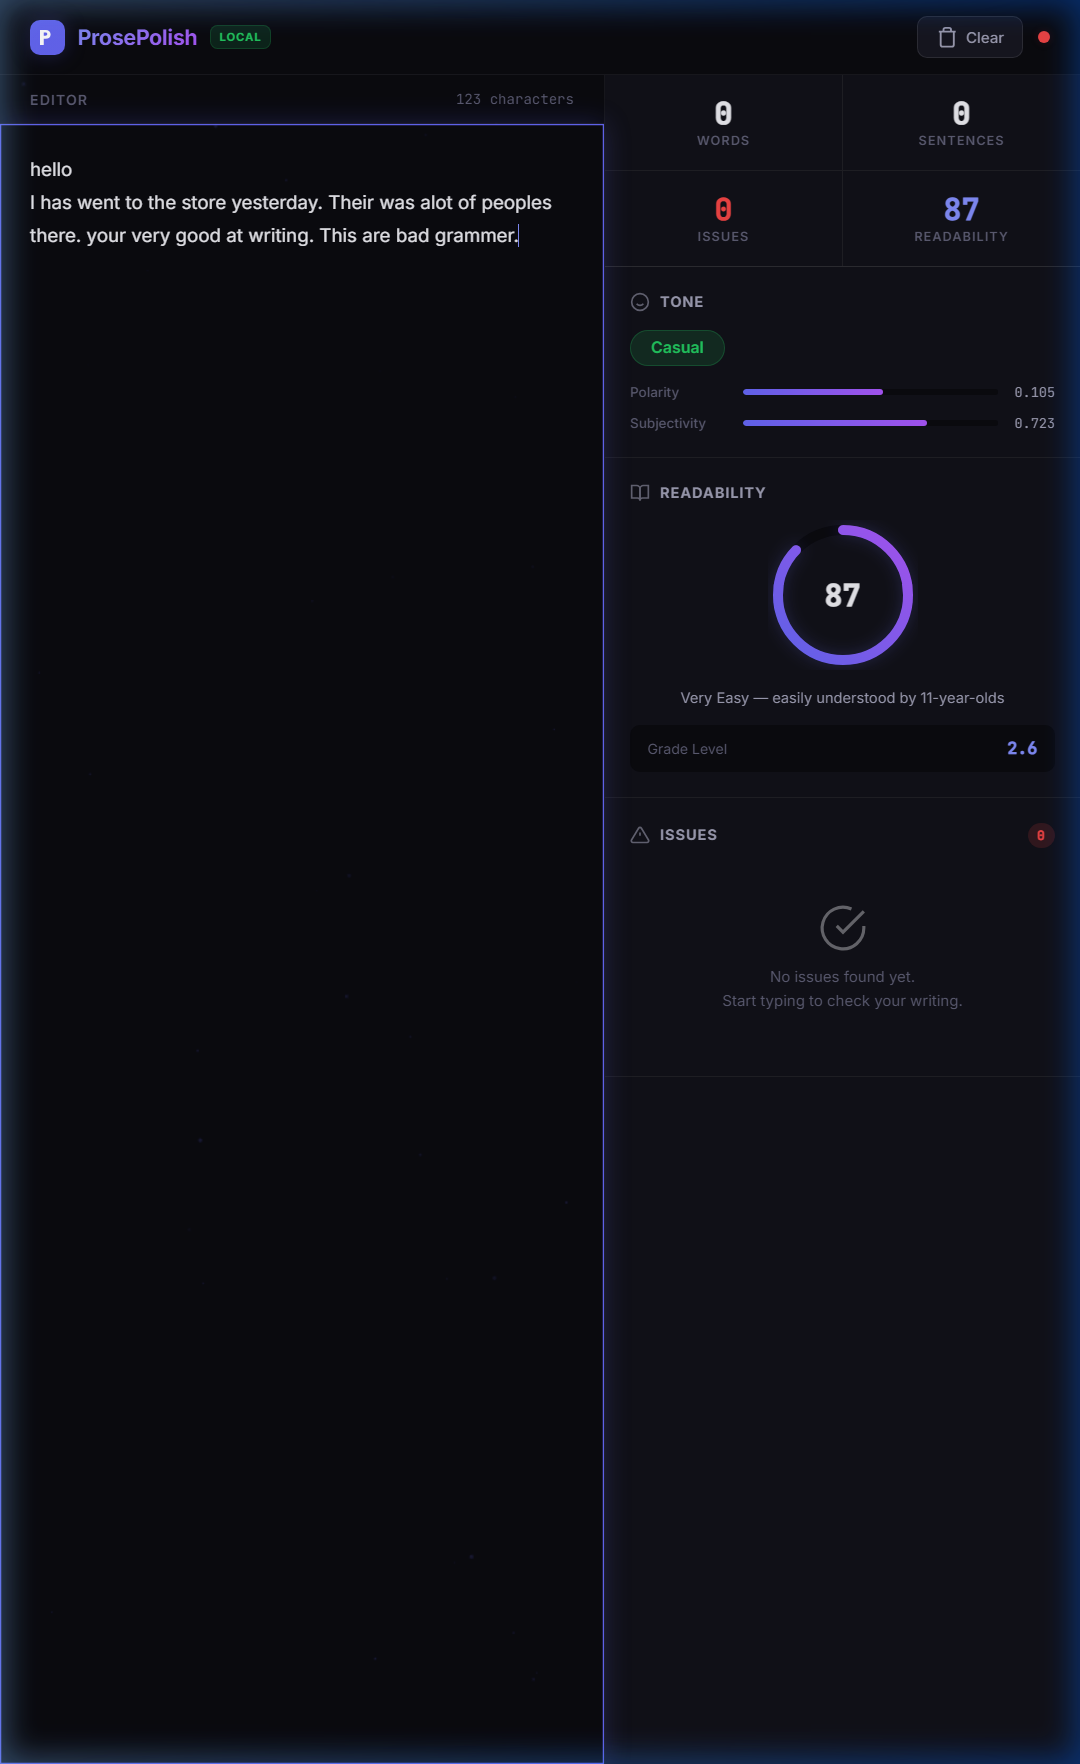 P ProsePolish LOCAL
Clear
EDITOR
123 characters
hello
I has went to the store yesterday. Their was alot of peoples
there. your very good at writing. This are bad grammer.
0
WORDS
0
SENTENCES
0
ISSUES
87
READABILITY
TONE
Casual
Polarity
0.105
Subjectivity
0.723
READABILITY
87
Very Easy — easily understood by 11-year-olds
Grade Level
2.6
ISSUES
0
No issues found yet.
Start typing to check your writing.